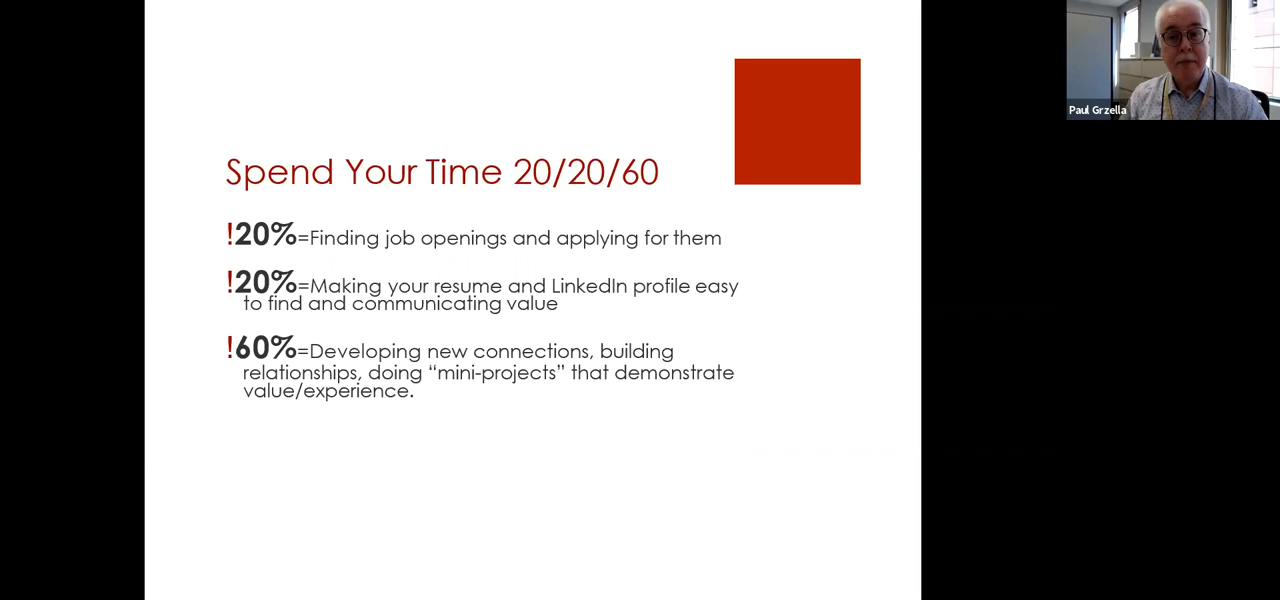 Spend Your Time 20/20/60
!20%=Finding job openings and applying for them
!20%=Making your resume and LinkedIn profile easy
to find and communicating value
!60%=Developing new connections, building
relationships, doing “mini-projects” that demonstrate
value/experience.
Paul Grzella